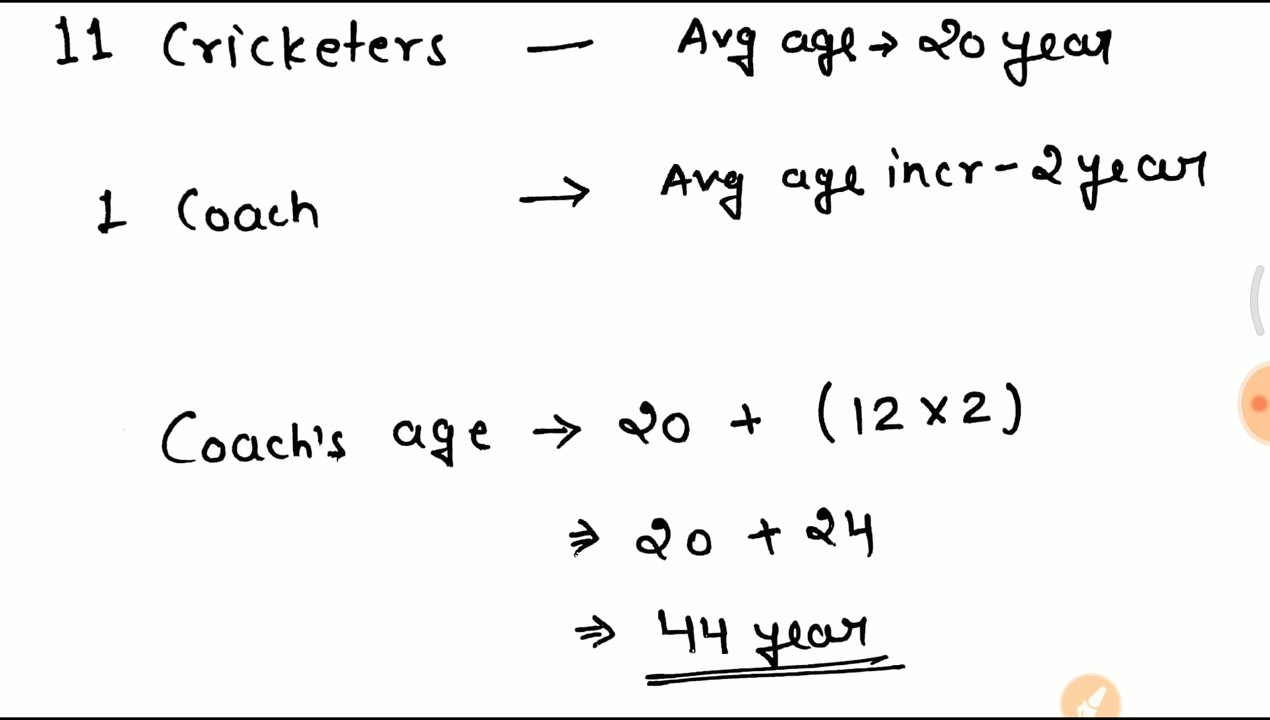 11 Cricketers — Avg age → 20 year
1 Coach → Avg age incr - 2 year
Coach's age → 20 + (12 × 2)
⇒ 20 + 24
⇒ 44 year